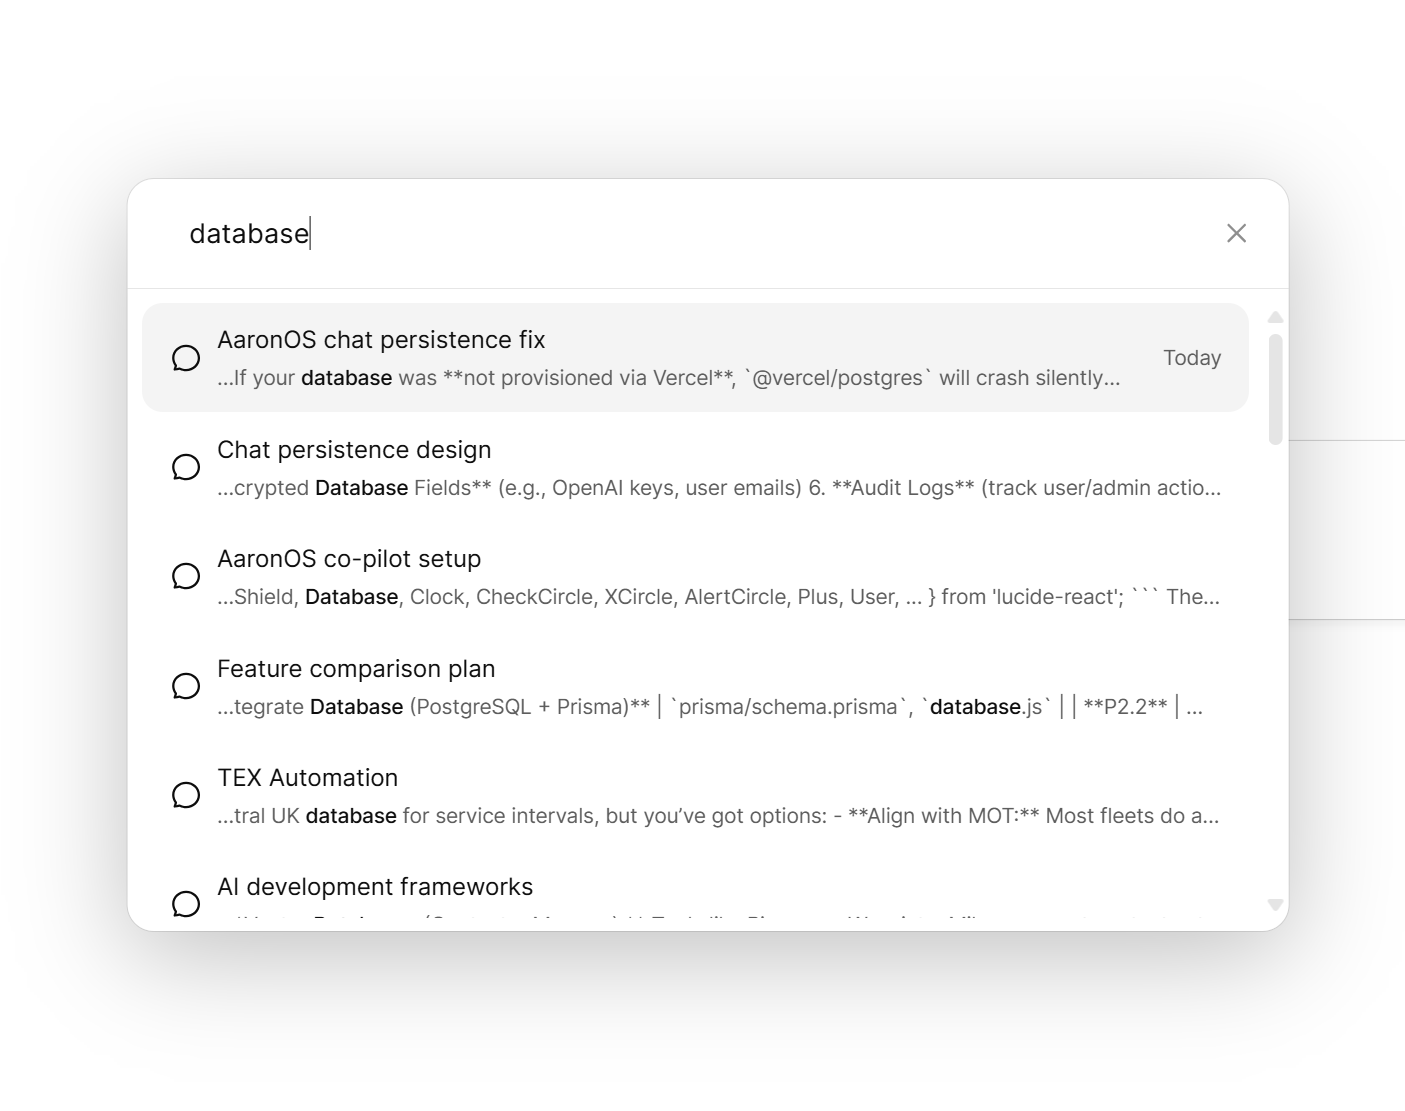 database
AaronOS chat persistence fix
...If your database was **not provisioned via Vercel**, `@vercel/postgres` will crash silently...
Today
Chat persistence design
...crypted Database Fields** (e.g., OpenAI keys, user emails) 6. **Audit Logs** (track user/admin actio...
AaronOS co-pilot setup
...Shield, Database, Clock, CheckCircle, XCircle, AlertCircle, Plus, User, ... } from 'lucide-react'; ``` The...
Feature comparison plan
...tegrate Database (PostgreSQL + Prisma)** | `prisma/schema.prisma`, `database.js` | | **P2.2** | ...
TEX Automation
...tral UK database for service intervals, but you’ve got options: - **Align with MOT:** Most fleets do a...
AI development frameworks